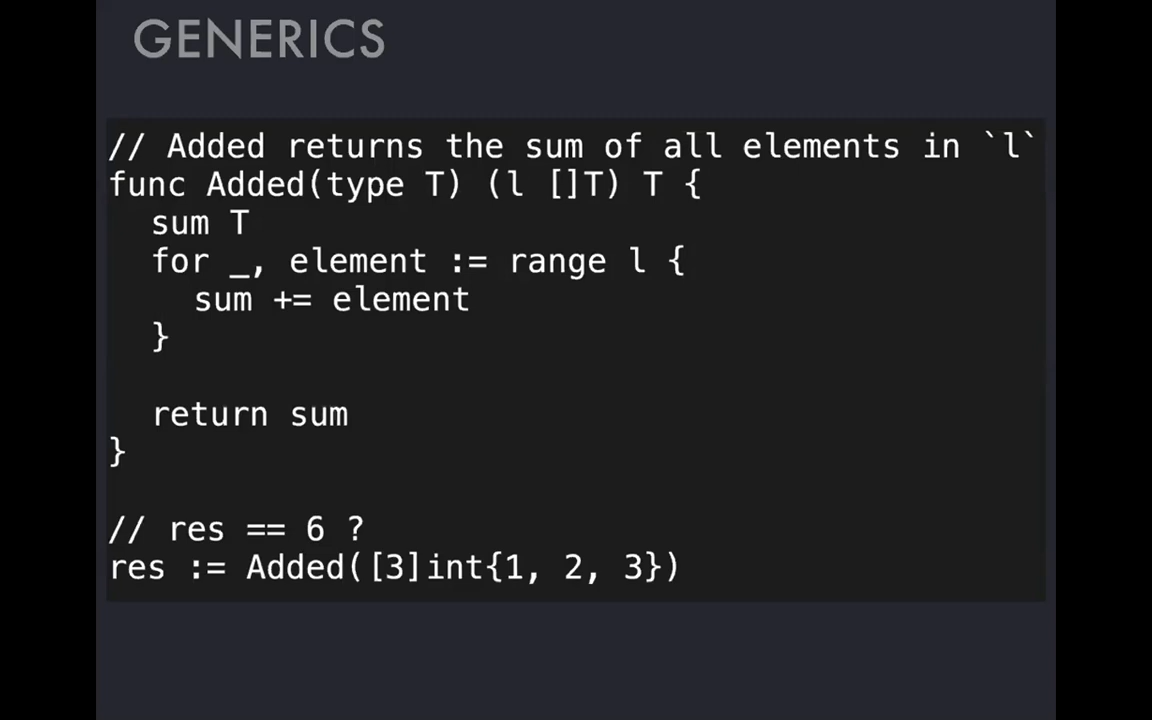 GENERICS
// Added returns the sum of all elements in `l`
func Added(type T) (l []T) T {
sum T
for _, element := range l {
sum += element
}
return sum
}
// res == 6 ?
res := Added([3]int{1, 2, 3})